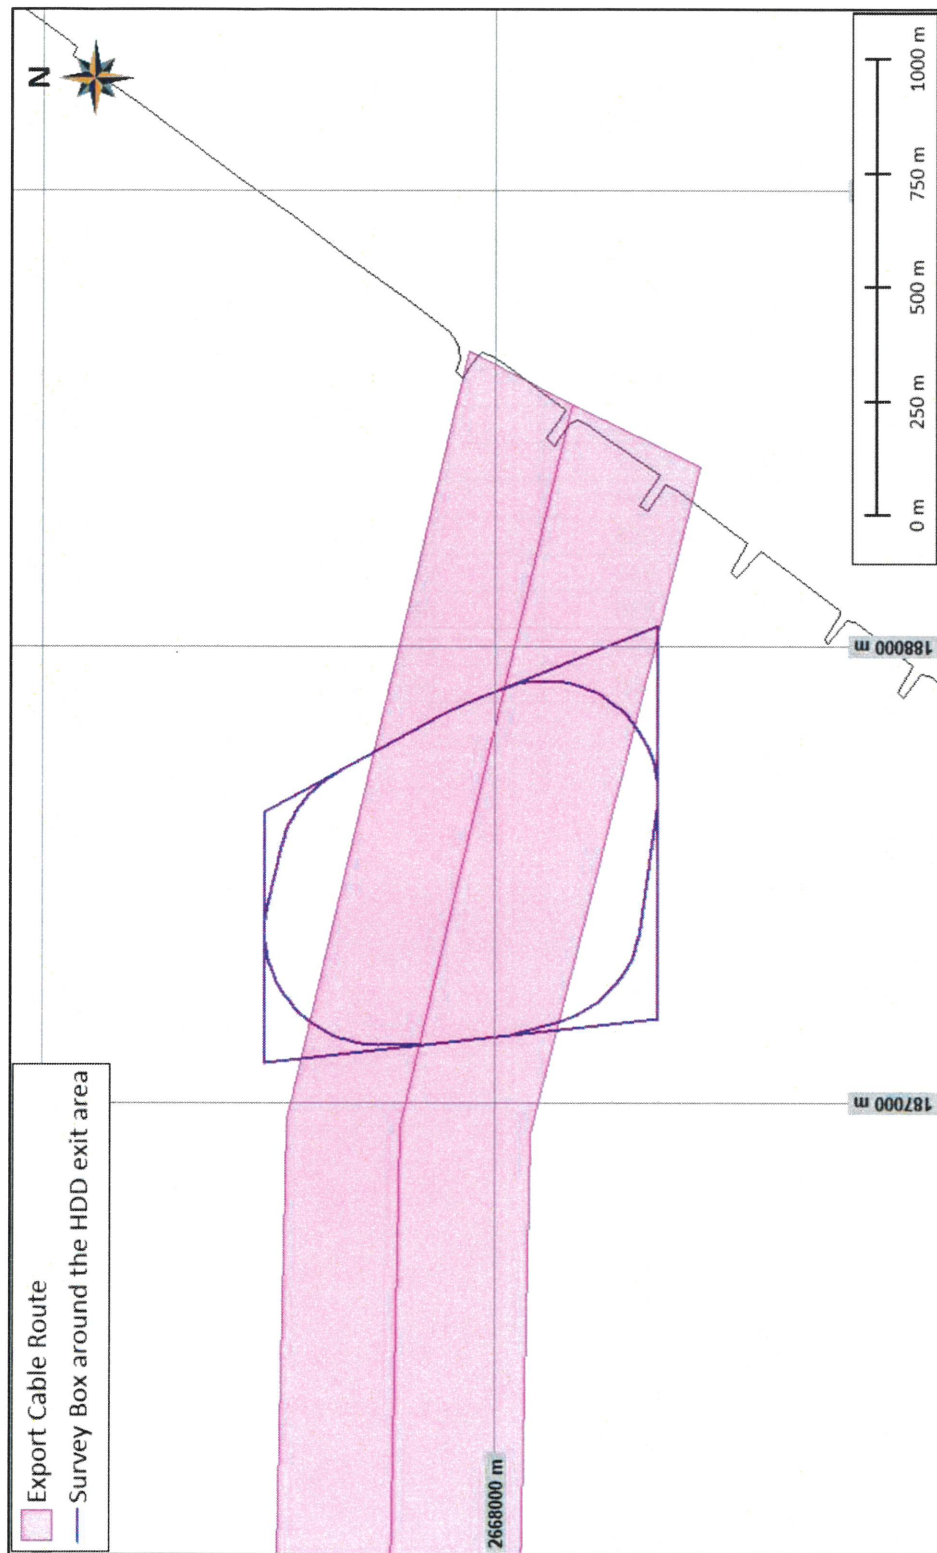 Export Cable Route
Survey Box around the HDD exit area
N
2668000 m
187000 m
188000 m
0 m
250 m
500 m
750 m
1000 m